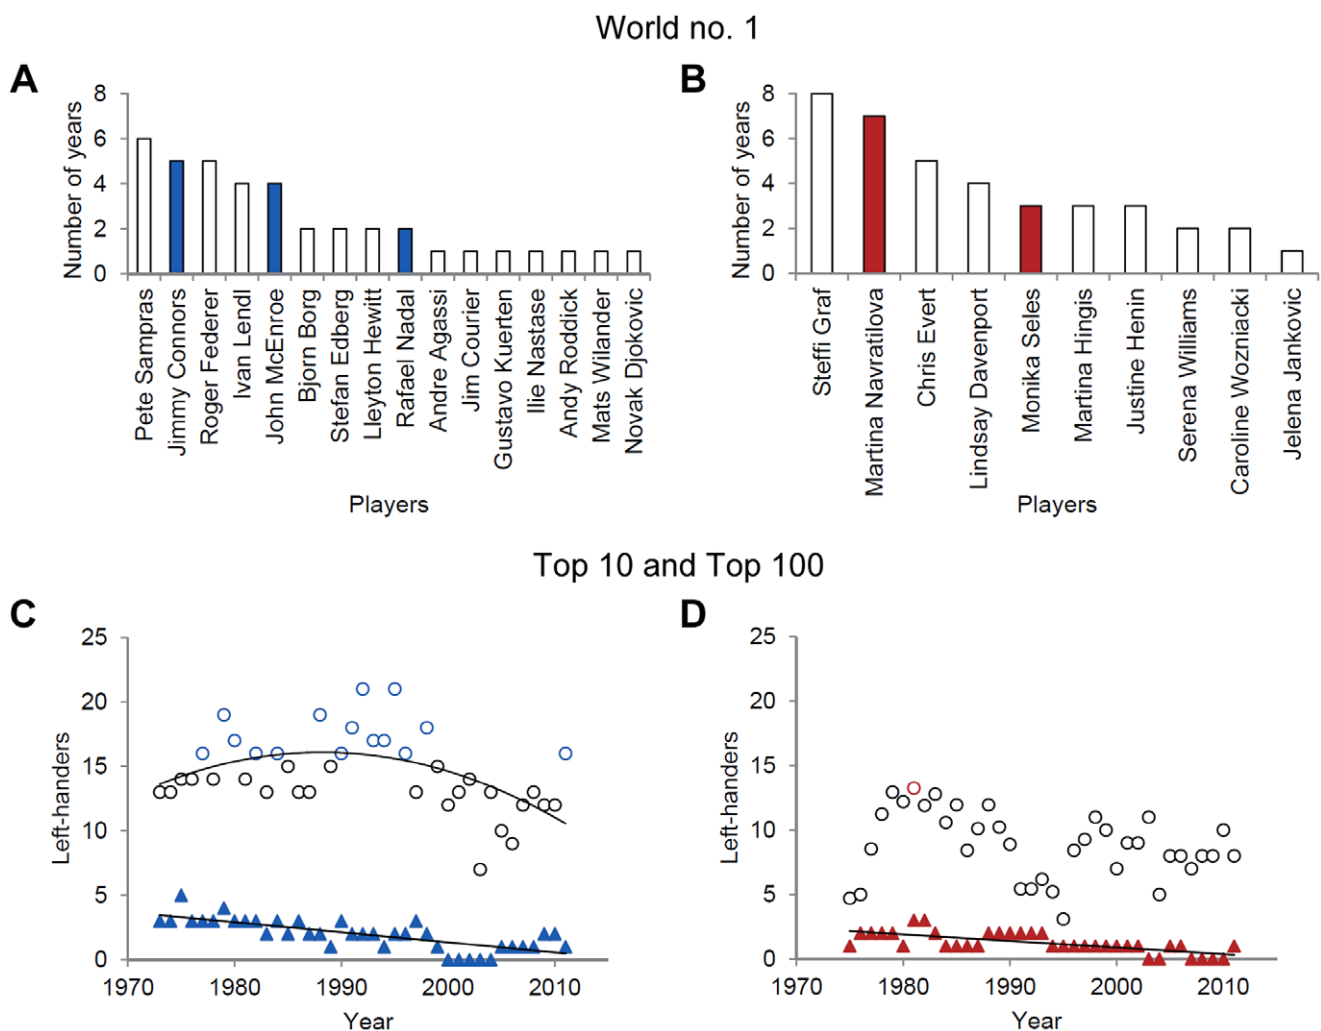 World no. 1
A
Number of years
8
6
4
2
0
Pete Sampras
Jimmy Connors
Roger Federer
Ivan Lendl
John McEnroe
Bjorn Borg
Stefan Edberg
Lleyton Hewitt
Rafael Nadal
Andre Agassi
Jim Courier
Gustavo Kuerten
Ilie Nastase
Andy Roddick
Mats Wilander
Novak Djokovic
Players
B
Number of years
8
6
4
2
0
Steffi Graf
Martina Navratilova
Chris Evert
Lindsay Davenport
Monika Seles
Martina Hingis
Justine Henin
Serena Williams
Caroline Wozniacki
Jelena Jankovic
Players
Top 10 and Top 100
C
Left-handers
25
20
15
10
5
0
1970 1980 1990 2000 2010
Year
D
Left-handers
25
20
15
10
5
0
1970 1980 1990 2000 2010
Year